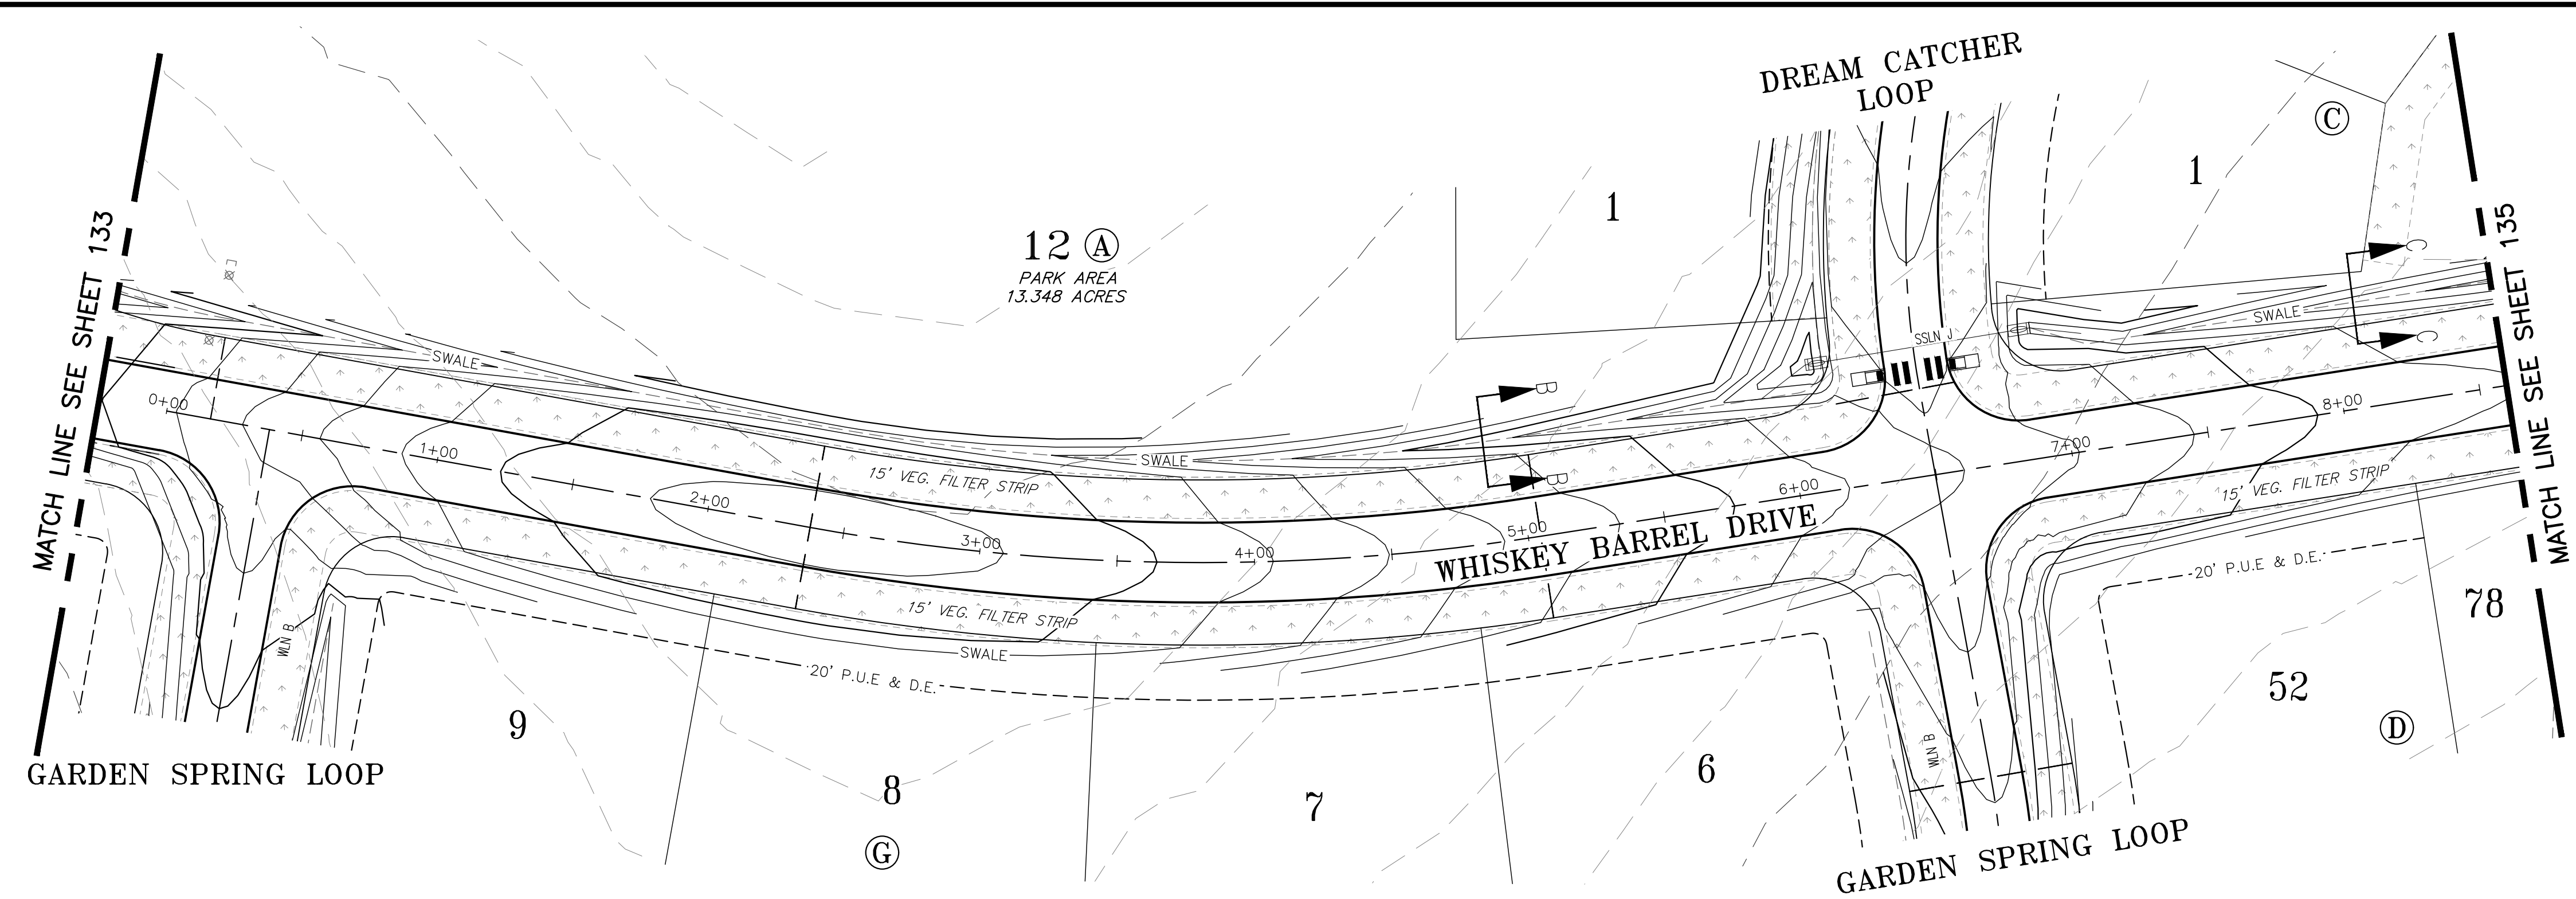 DREAM CATCHER
LOOP
C
1
1
12 A
PARK AREA
13.348 ACRES
MATCH LINE SEE SHEET 133
MATCH LINE SEE SHEET 135
C
C
SWALE
SSLN J
SWALE
B
B
0+00
1+00
2+00
3+00
4+00
5+00
6+00
7+00
8+00
SWALE
15' VEG. FILTER STRIP
15' VEG. FILTER STRIP
WHISKEY BARREL DRIVE
15' VEG. FILTER STRIP
SWALE
20' P.U.E & D.E.
20' P.U.E & D.E.
WLN B
WLN B
9
8
7
6
52
78
G
D
GARDEN SPRING LOOP
GARDEN SPRING LOOP